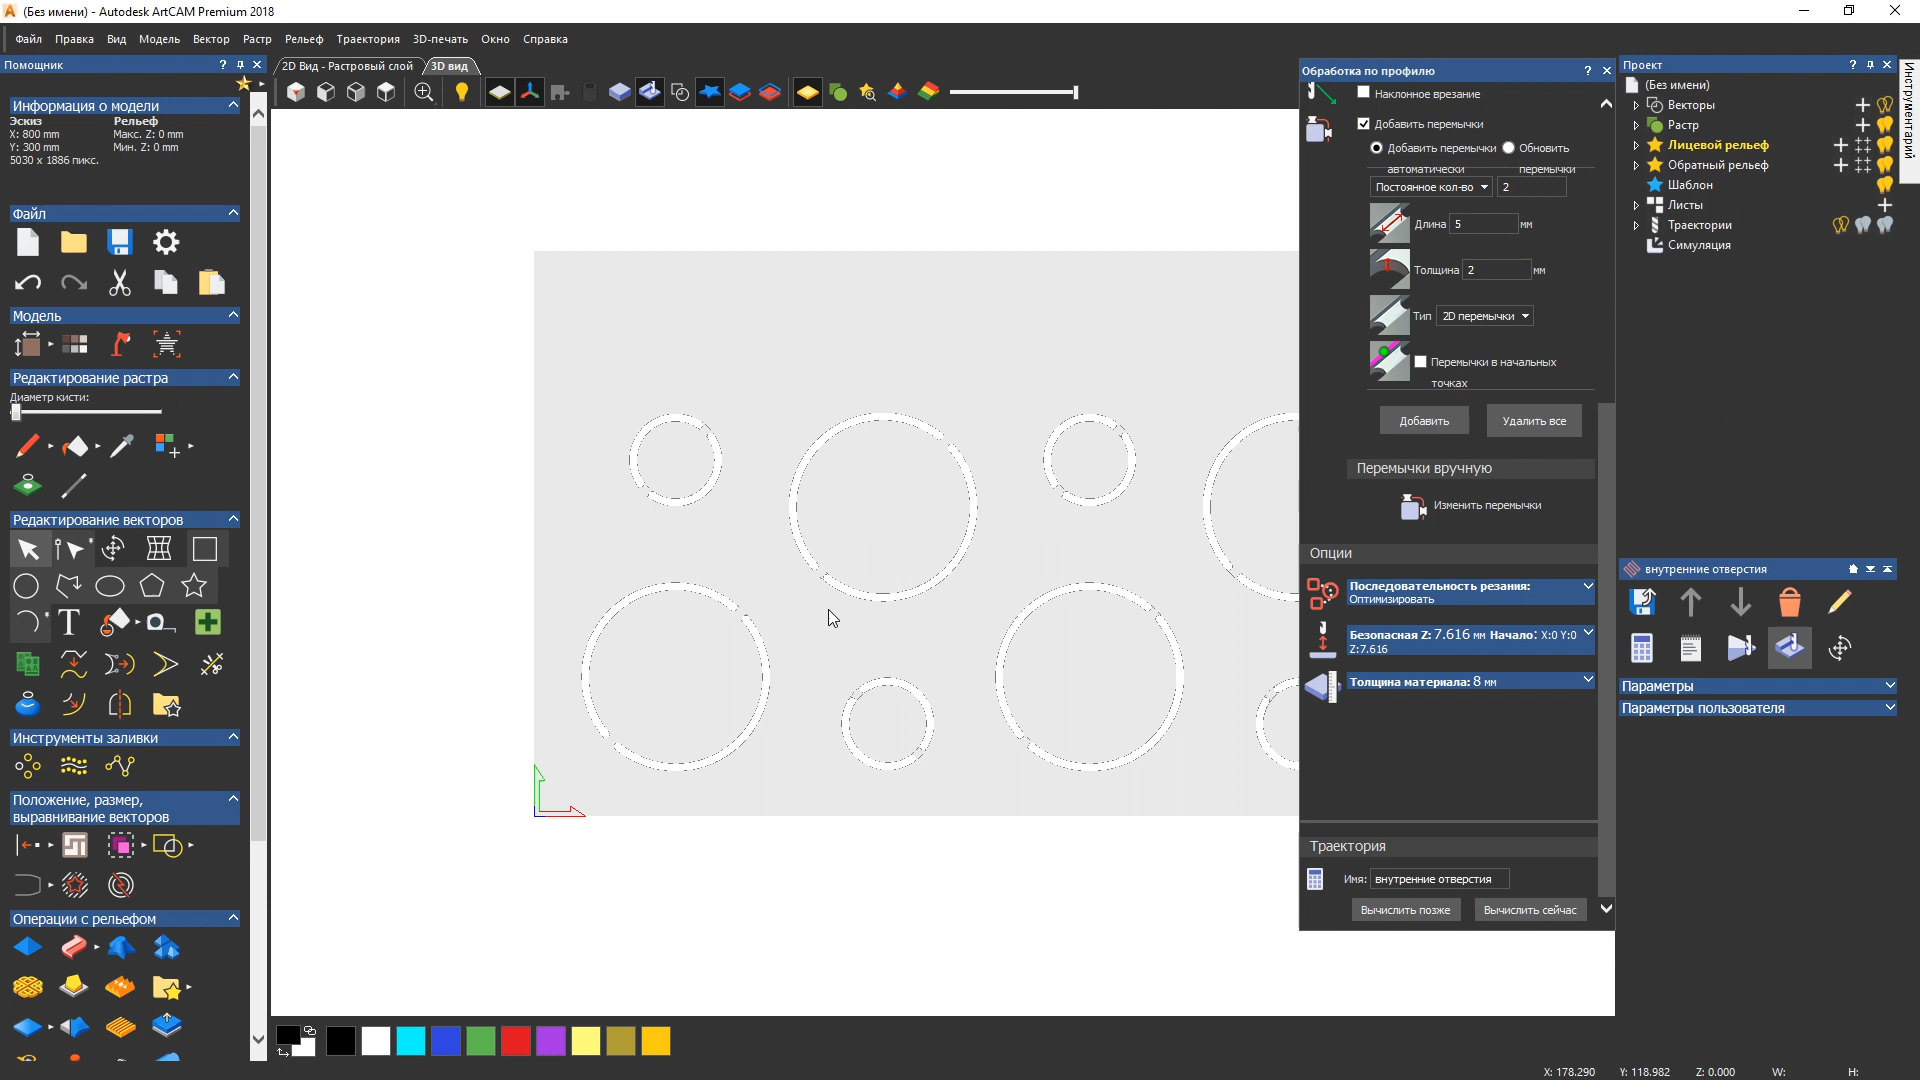 (Без имени) - Autodesk ArtCAM Premium 2018
Файл Правка Вид Модель Вектор Растр Рельеф Траектория 3D-печать Окно Справка
Помощник
Информация о модели
Эскиз Рельеф
X: 800 mm Макс. Z: 0 mm
Y: 300 mm Мин. Z: 0 mm
5030 x 1886 пикс.
Файл
Модель
Редактирование растра
Диаметр кисти:
Редактирование векторов
Инструменты заливки
Положение, размер,
выравнивание векторов
Операции с рельефом
2D Вид - Растровый слой 3D вид
Обработка по профилю
Наклонное врезание
Добавить перемычки
Добавить перемычки Обновить
автоматически перемычки
Постоянное кол-во 2
Длина 5 мм
Толщина 2 мм
Тип 2D перемычки
Перемычки в начальных
точках
Добавить Удалить все
Перемычки вручную
Изменить перемычки
Опции
Последовательность резания:
Оптимизировать
Безопасная Z: 7.616 мм Начало: X:0 Y:0
Z:7.616
Толщина материала: 8 мм
Траектория
Имя: внутренние отверстия
Вычислить позже Вычислить сейчас
Проект
(Без имени)
Векторы
Растр
Лицевой рельеф
Обратный рельеф
Шаблон
Листы
Траектории
Симуляция
Инструментарий
внутренние отверстия
Параметры
Параметры пользователя
X: 178.290 Y: 118.982 Z: 0.000 W: H: